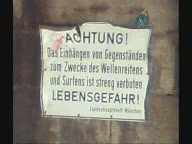 ACHTUNG!
Das Einhängen von Gegenständen
zum Zwecke des Wellenreitens
und Surfens ist streng verboten
LEBENSGEFAHR!
Landeshauptstadt München